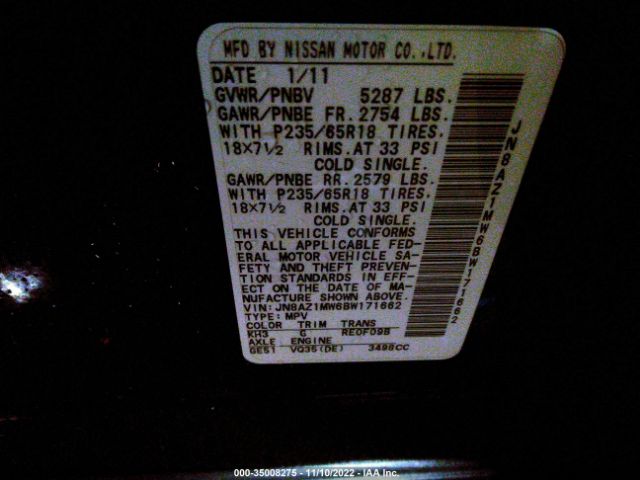 MFD BY NISSAN MOTOR CO.,LTD.
DATE 1/11
GVWR/PNBV 5287 LBS.
GAWR/PNBE FR. 2754 LBS.
WITH P235/65R18 TIRES.
18X7½ RIMS.AT 33 PSI
COLD SINGLE.
GAWR/PNBE RR. 2579 LBS.
WITH P235/65R18 TIRES.
18X7½ RIMS.AT 33 PSI
COLD SINGLE.
THIS VEHICLE CONFORMS
TO ALL APPLICABLE FED-
ERAL MOTOR VEHICLE SA-
FETY AND THEFT PREVEN-
TION STANDARDS IN EFF-
ECT ON THE DATE OF MA-
NUFACTURE SHOWN ABOVE.
VIN: JN8AZ1MW6BW171662
TYPE: MPV
COLOR TRIM TRANS
KH3 G RE0F09B
AXLE ENGINE
GE51 VQ35(DE) 3498CC
JN8AZ1MW6BW171662
000-35008275 - 11/10/2022 - IAA Inc.